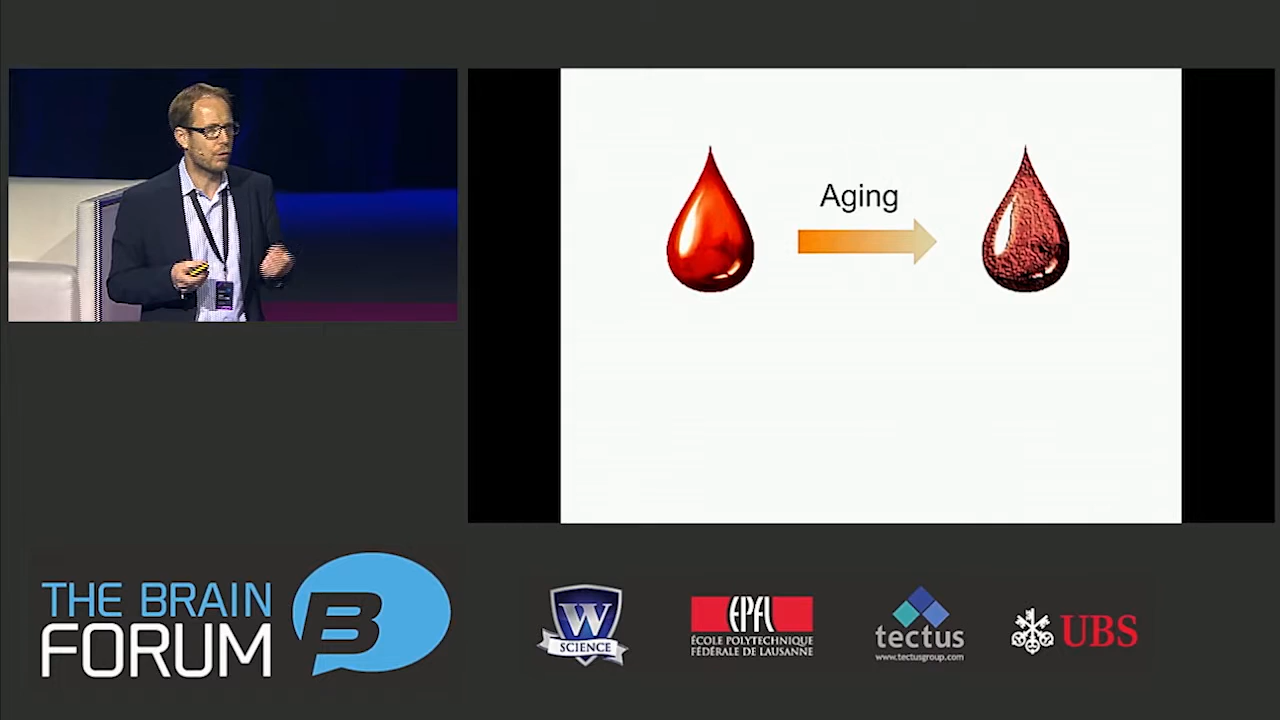 Aging
THE BRAIN
FORUM
B
W
SCIENCE
EPFL
ÉCOLE POLYTECHNIQUE
FÉDÉRALE DE LAUSANNE
tectus
www.tectusgroup.com
UBS